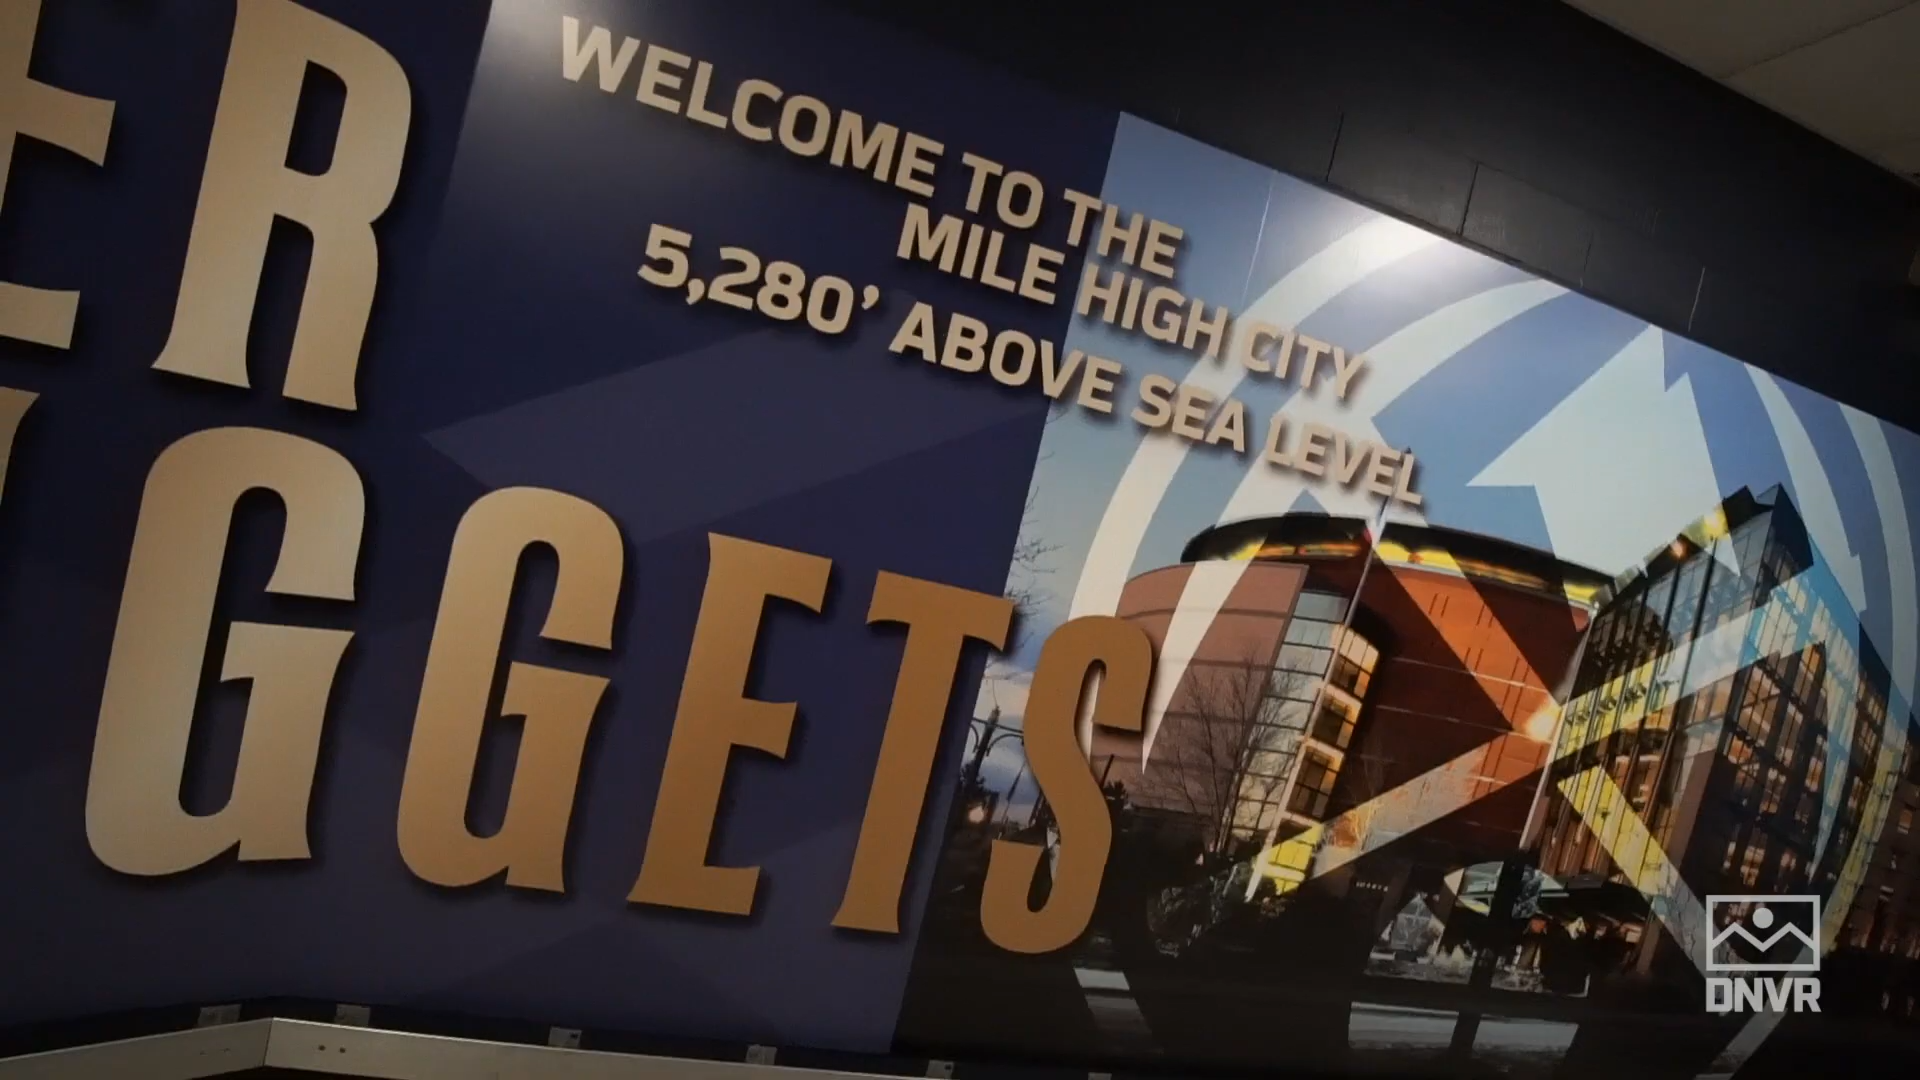 ER
WELCOME TO THE
MILE HIGH CITY
5,280’ ABOVE SEA LEVEL
GGETS
DNVR